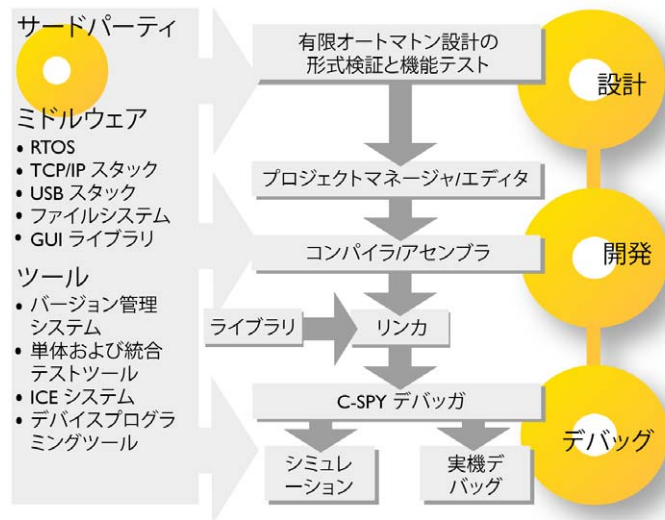 サードパーティ
ミドルウェア
• RTOS
• TCP/IP スタック
• USB スタック
• ファイルシステム
• GUI ライブラリ
ツール
• バージョン管理
システム
• 単体および統合
テストツール
• ICE システム
• デバイスプログラ
ミングツール
有限オートマトン設計の
形式検証と機能テスト
プロジェクトマネージャ/エディタ
コンパイラ/アセンブラ
ライブラリ
リンカ
C-SPY デバッガ
シミュレ
ーション
実機デ
バッグ
設計
開発
デバッグ